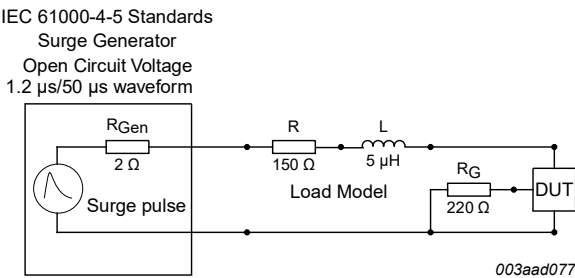 IEC 61000-4-5 Standards
Surge Generator
Open Circuit Voltage
1.2 μs/50 μs waveform
RGen
2 Ω
Surge pulse
R
150 Ω
L
5 μH
Load Model
RG
220 Ω
DUT
003aad077